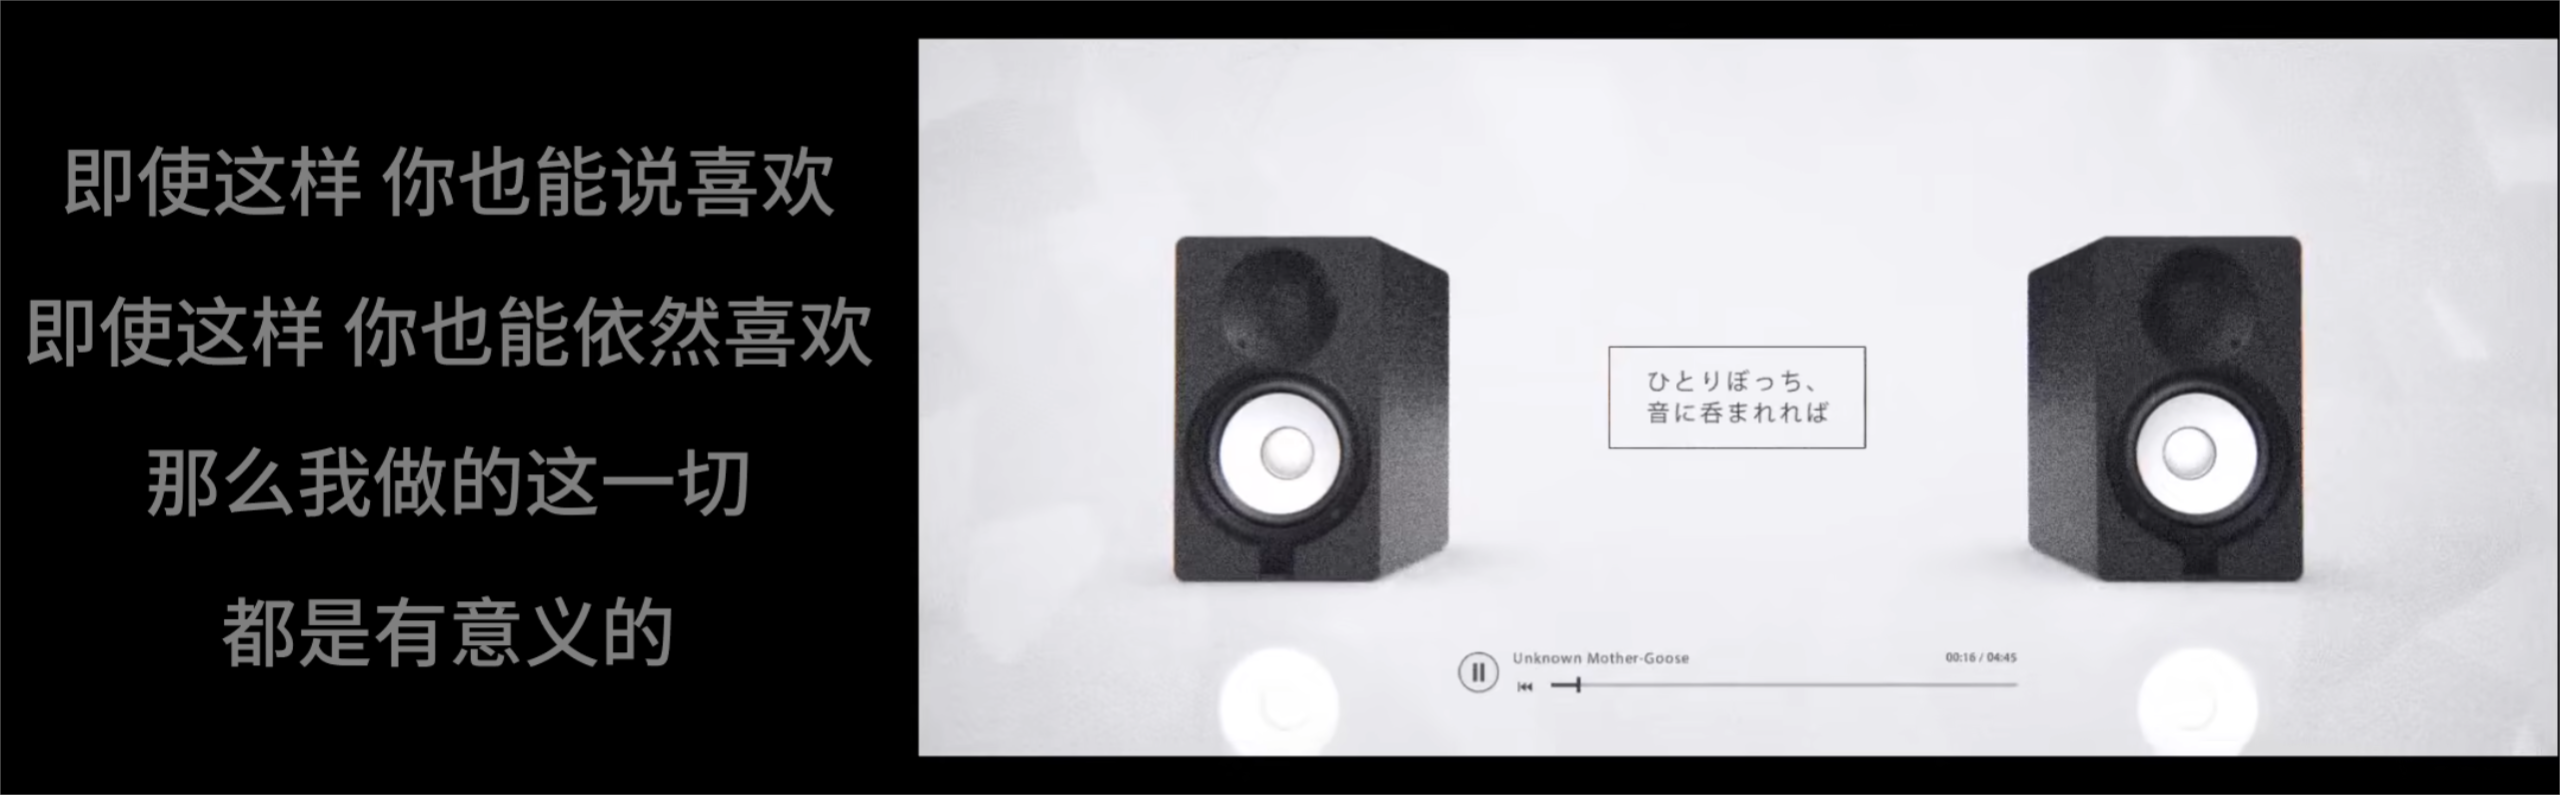 即使这样 你也能说喜欢
即使这样 你也能依然喜欢
那么我做的这一切
都是有意义的
ひとりぼっち、
音に呑まれれば
Unknown Mother-Goose
00:16 / 04:45